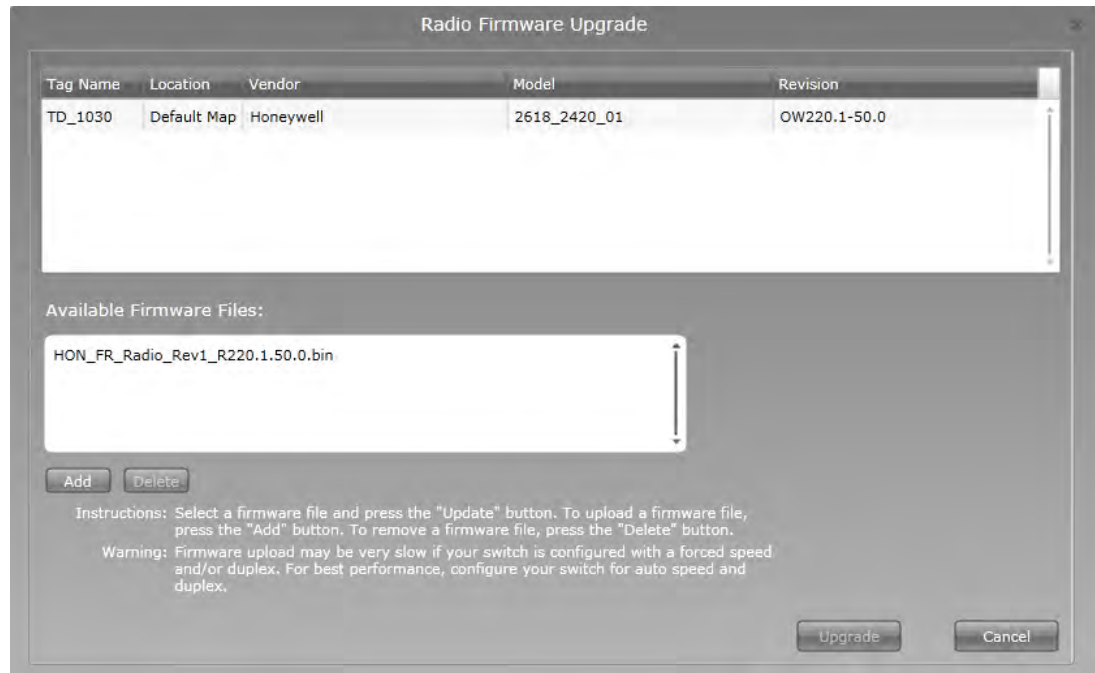 Radio Firmware Upgrade
Tag Name Location Vendor Model Revision
TD_1030 Default Map Honeywell 2618_2420_01 OW220.1-50.0
Available Firmware Files:
HON_FR_Radio_Rev1_R220.1.50.0.bin
Add Delete
Instructions: Select a firmware file and press the "Update" button. To upload a firmware file,
press the "Add" button. To remove a firmware file, press the "Delete" button.
Warning: Firmware upload may be very slow if your switch is configured with a forced speed
and/or duplex. For best performance, configure your switch for auto speed and
duplex.
Upgrade Cancel